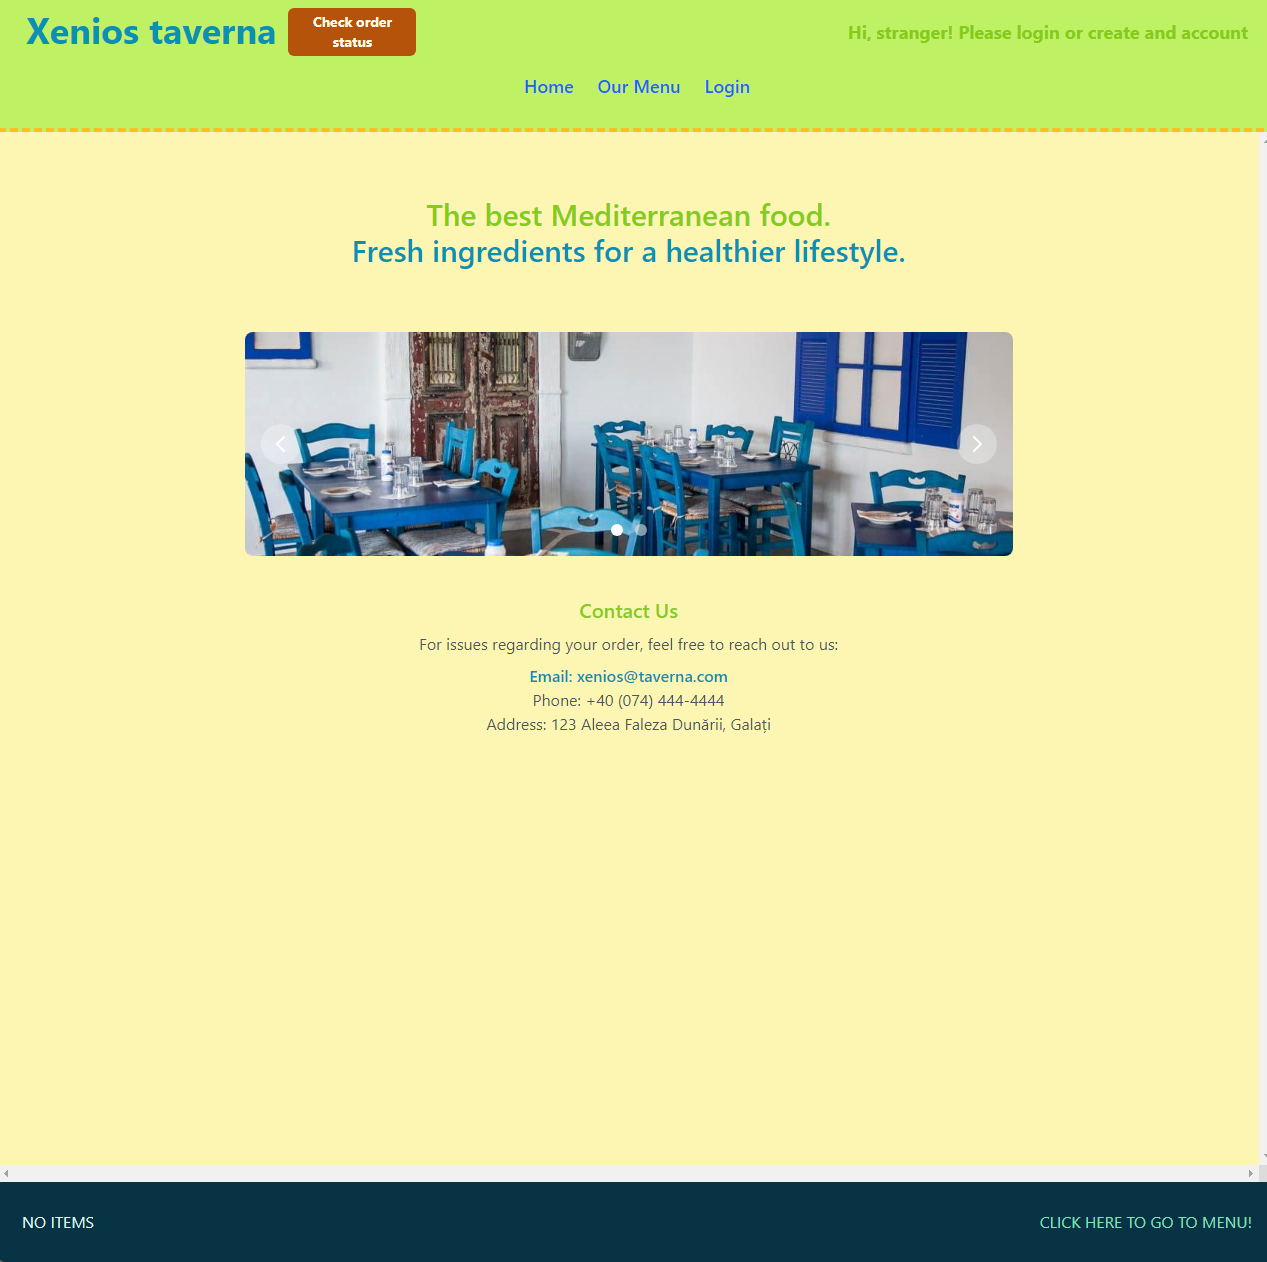 Xenios taverna
Check order
status
Hi, stranger! Please login or create and account
Home Our Menu Login
The best Mediterranean food.
Fresh ingredients for a healthier lifestyle.
Contact Us
For issues regarding your order, feel free to reach out to us:
Email: xenios@taverna.com
Phone: +40 (074) 444-4444
Address: 123 Aleea Faleza Dunării, Galați
NO ITEMS
CLICK HERE TO GO TO MENU!